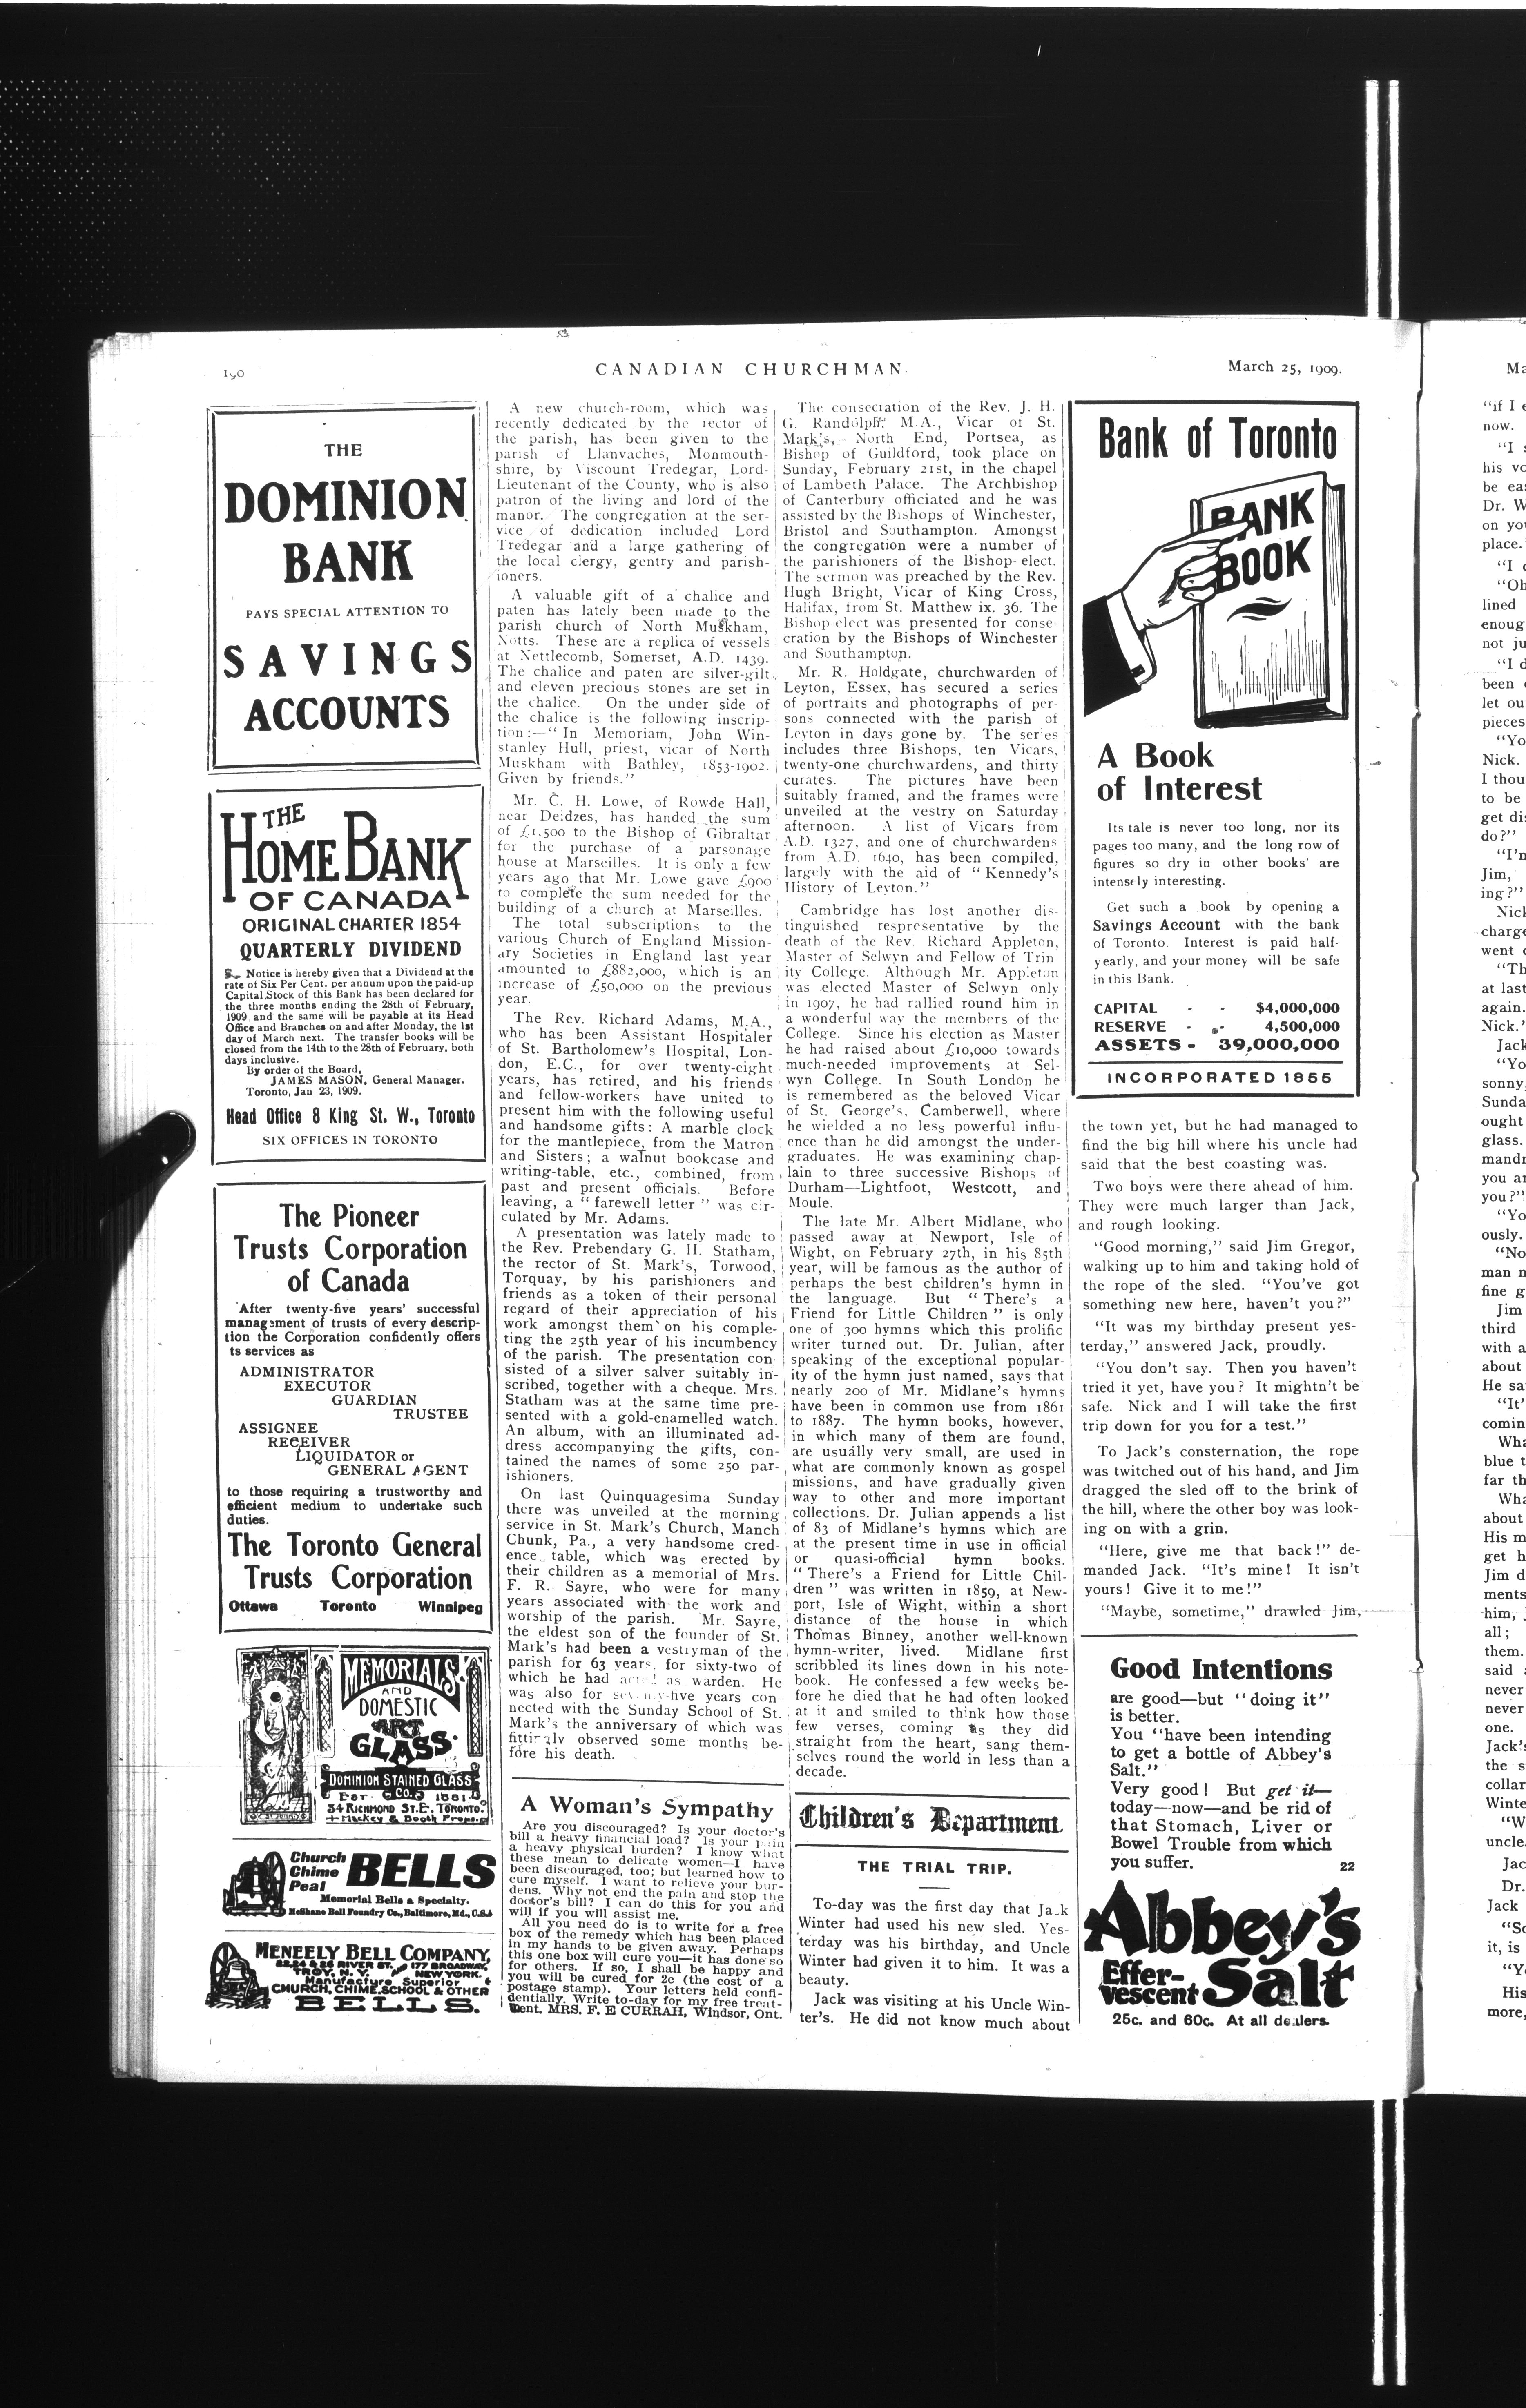 190
CANADIAN CHURCHMAN.
March 25, 1909.
THE
DOMINION
BANK
PAYS SPECIAL ATTENTION TO
SAVINGS
ACCOUNTS
THE
HOME BANK
OF CANADA
ORIGINAL CHARTER 1854
QUARTERLY DIVIDEND
Notice is hereby given that a Dividend at the
rate of Six Per Cent. per annum upon the paid-up
Capital Stock of this Bank has been declared for
the three months ending the 28th of February,
1909 and the same will be payable at its Head
Office and Branches on and after Monday, the 1st
day of March next. The transfer books will be
closed from the 14th to the 28th of February, both
days inclusive.
By order of the Board,
JAMES MASON, General Manager.
Toronto, Jan 23, 1909.
Head Office 8 King St. W., Toronto
SIX OFFICES IN TORONTO
The Pioneer
Trusts Corporation
of Canada
After twenty-five years' successful
management of trusts of every descrip-
tion the Corporation confidently offers
ts services as
ADMINISTRATOR
EXECUTOR
GUARDIAN
TRUSTEE
ASSIGNEE
RECEIVER
LIQUIDATOR or
GENERAL AGENT
to those requiring a trustworthy and
efficient medium to undertake such
duties.
The Toronto General
Trusts Corporation
Ottawa Toronto Winnipeg
MEMORIALS
AND
DOMESTIC
ART
GLASS
DOMINION STAINED GLASS
EST. CO. 1881.
34 RICHMOND ST. E. TORONTO.
Mackey & Booth Props.
Church
Chime
Peal
BELLS
Memorial Bells a Specialty.
McShane Bell Foundry Co., Baltimore, Md., U.S.A
MENEELY BELL COMPANY,
22,24 & 26 RIVER ST. 177 BROADWAY,
TROY, N. Y. NEW YORK.
Manufacture Superior
CHURCH, CHIME, SCHOOL & OTHER
BELLS.
A new church-room, which was
recently dedicated by the rector of
the parish, has been given to the
parish of Llanvaches, Monmouth-
shire, by Viscount Tredegar, Lord-
Lieutenant of the County, who is also
patron of the living and lord of the
manor. The congregation at the ser-
vice of dedication included Lord
Tredegar and a large gathering of
the local clergy, gentry and parish-
ioners.
A valuable gift of a chalice and
paten has lately been made to the
parish church of North Muskham,
Notts. These are a replica of vessels
at Nettlecomb, Somerset, A.D. 1439.
The chalice and paten are silver-gilt
and eleven precious stones are set in
the chalice. On the under side of
the chalice is the following inscrip-
tion:—"In Memoriam, John Win-
stanley Hull, priest, vicar of North
Muskham with Bathley, 1853-1902.
Given by friends."
Mr. C. H. Lowe, of Rowde Hall,
near Deidzes, has handed the sum
of £1,500 to the Bishop of Gibraltar
for the purchase of a parsonage
house at Marseilles. It is only a few
years ago that Mr. Lowe gave £900
to complete the sum needed for the
building of a church at Marseilles.
The total subscriptions to the
various Church of England Mission-
ary Societies in England last year
amounted to £882,000, which is an
increase of £50,000 on the previous
year.
The Rev. Richard Adams, M.A.,
who has been Assistant Hospitaler
of St. Bartholomew's Hospital, Lon-
don, E.C., for over twenty-eight
years, has retired, and his friends
and fellow-workers have united to
present him with the following useful
and handsome gifts: A marble clock
for the mantlepiece, from the Matron
and Sisters; a walnut bookcase and
writing-table, etc., combined, from
past and present officials. Before
leaving, a "farewell letter" was cir-
culated by Mr. Adams.
A presentation was lately made to
the Rev. Prebendary G. H. Statham,
the rector of St. Mark's, Torwood,
Torquay, by his parishioners and
friends as a token of their personal
regard of their appreciation of his
work amongst them on his comple-
ting the 25th year of his incumbency
of the parish. The presentation con-
sisted of a silver salver suitably in-
scribed, together with a cheque. Mrs.
Statham was at the same time pre-
sented with a gold-enamelled watch.
An album, with an illuminated ad-
dress accompanying the gifts, con-
tained the names of some 250 par-
ishioners.
On last Quinquagesima Sunday
there was unveiled at the morning
service in St. Mark's Church, Manch
Chunk, Pa., a very handsome cred-
ence table, which was erected by
their children as a memorial of Mrs.
F. R. Sayre, who were for many
years associated with the work and
worship of the parish. Mr. Sayre,
the eldest son of the founder of St.
Mark's had been a vestryman of the
parish for 63 years, for sixty-two of
which he had acted as warden. He
was also for seventy-five years con-
nected with the Sunday School of St.
Mark's the anniversary of which was
fittingly observed some months be-
fore his death.
A Woman's Sympathy
Are you discouraged? Is your doctor's
bill a heavy financial load? Is your pain
a heavy physical burden? I know what
these mean to delicate women—I have
been discouraged, too; but learned how to
cure myself. I want to relieve your bur-
dens. Why not end the pain and stop the
doctor's bill? I can do this for you and
will if you will assist me.
All you need do is to write for a free
box of the remedy which has been placed
in my hands to be given away. Perhaps
this one box will cure you—it has done so
for others. If so, I shall be happy and
you will be cured for 2c (the cost of a
postage stamp). Your letters held confi-
dentially. Write to-day for my free treat-
ment. MRS. F. E CURRAH, Windsor, Ont.
The consecration of the Rev. J. H.
G. Randolph, M.A., Vicar of St.
Mark's, North End, Portsea, as
Bishop of Guildford, took place on
Sunday, February 21st, in the chapel
of Lambeth Palace. The Archbishop
of Canterbury officiated and he was
assisted by the Bishops of Winchester,
Bristol and Southampton. Amongst
the congregation were a number of
the parishioners of the Bishop-elect.
The sermon was preached by the Rev.
Hugh Bright, Vicar of King Cross,
Halifax, from St. Matthew ix. 36. The
Bishop-elect was presented for conse-
cration by the Bishops of Winchester
and Southampton.
Mr. R. Holdgate, churchwarden of
Leyton, Essex, has secured a series
of portraits and photographs of per-
sons connected with the parish of
Leyton in days gone by. The series
includes three Bishops, ten Vicars,
twenty-one churchwardens, and thirty
curates. The pictures have been
suitably framed, and the frames were
unveiled at the vestry on Saturday
afternoon. A list of Vicars from
A.D. 1327, and one of churchwardens
from A.D. 1640, has been compiled,
largely with the aid of "Kennedy's
History of Leyton."
Cambridge has lost another dis-
tinguished respresentative by the
death of the Rev. Richard Appleton,
Master of Selwyn and Fellow of Trin-
ity College. Although Mr. Appleton
was elected Master of Selwyn only
in 1907, he had rallied round him in
a wonderful way the members of the
College. Since his election as Master
he had raised about £10,000 towards
much-needed improvements at Sel-
wyn College. In South London he
is remembered as the beloved Vicar
of St. George's, Camberwell, where
he wielded a no less powerful influ-
ence than he did amongst the under-
graduates. He was examining chap-
lain to three successive Bishops of
Durham—Lightfoot, Westcott, and
Moule.
The late Mr. Albert Midlane, who
passed away at Newport, Isle of
Wight, on February 27th, in his 85th
year, will be famous as the author of
perhaps the best children's hymn in
the language. But "There's a
Friend for Little Children" is only
one of 300 hymns which this prolific
writer turned out. Dr. Julian, after
speaking of the exceptional popular-
ity of the hymn just named, says that
nearly 200 of Mr. Midlane's hymns
have been in common use from 1861
to 1887. The hymn books, however,
in which many of them are found,
are usually very small, are used in
what are commonly known as gospel
missions, and have gradually given
way to other and more important
collections. Dr. Julian appends a list
of 83 of Midlane's hymns which are
at the present time in use in official
or quasi-official hymn books.
"There's a Friend for Little Chil-
dren" was written in 1859, at New-
port, Isle of Wight, within a short
distance of the house in which
Thomas Binney, another well-known
hymn-writer, lived. Midlane first
scribbled its lines down in his note-
book. He confessed a few weeks be-
fore he died that he had often looked
at it and smiled to think how those
few verses, coming as they did
straight from the heart, sang them-
selves round the world in less than a
decade.
Children's Department.
THE TRIAL TRIP.
To-day was the first day that Jack
Winter had used his new sled. Yes-
terday was his birthday, and Uncle
Winter had given it to him. It was a
beauty.
Jack was visiting at his Uncle Win-
ter's. He did not know much about
Bank of Toronto
BANK
BOOK
A Book
of Interest
Its tale is never too long, nor its
pages too many, and the long row of
figures so dry in other books' are
intensely interesting.
Get such a book by opening a
Savings Account with the bank
of Toronto. Interest is paid half-
yearly, and your money will be safe
in this Bank.
CAPITAL - - $4,000,000
RESERVE - - 4,500,000
ASSETS - 39,000,000
INCORPORATED 1855
the town yet, but he had managed to
find the big hill where his uncle had
said that the best coasting was.
Two boys were there ahead of him.
They were much larger than Jack,
and rough looking.
"Good morning," said Jim Gregor,
walking up to him and taking hold of
the rope of the sled. "You've got
something new here, haven't you?"
"It was my birthday present yes-
terday," answered Jack, proudly.
"You don't say. Then you haven't
tried it yet, have you? It mightn't be
safe. Nick and I will take the first
trip down for you for a test."
To Jack's consternation, the rope
was twitched out of his hand, and Jim
dragged the sled off to the brink of
the hill, where the other boy was look-
ing on with a grin.
"Here, give me that back!" de-
manded Jack. "It's mine! It isn't
yours! Give it to me!"
"Maybe, sometime," drawled Jim,
Good Intentions
are good—but "doing it"
is better.
You "have been intending
to get a bottle of Abbey's
Salt."
Very good! But get it—
today—now—and be rid of
that Stomach, Liver or
Bowel Trouble from which
you suffer. 22
Abbey's
Effer-
vescent Salt
25c. and 60c. At all dealers.